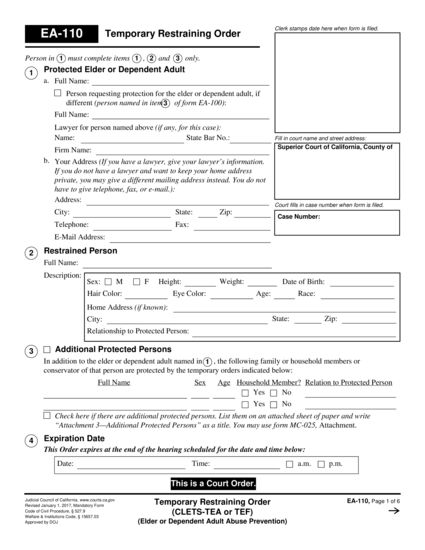 EA-110 Temporary Restraining Order
Clerk stamps date here when form is filed.
Person in 1 must complete items 1, 2 and 3 only.
1 Protected Elder or Dependent Adult
a. Full Name:
Person requesting protection for the elder or dependent adult, if
different (person named in item 3 of form EA-100):
Full Name:
Lawyer for person named above (if any, for this case):
Name: State Bar No.:
Firm Name:
b. Your Address (If you have a lawyer, give your lawyer's information.
If you do not have a lawyer and want to keep your home address
private, you may give a different mailing address instead. You do not
have to give telephone, fax, or e-mail.):
Address:
City: State: Zip:
Telephone: Fax:
E-Mail Address:
Fill in court name and street address:
Superior Court of California, County of
Court fills in case number when form is filed.
Case Number:
2 Restrained Person
Full Name:
Description:
Sex: M F Height: Weight: Date of Birth:
Hair Color: Eye Color: Age: Race:
Home Address (if known):
City: State: Zip:
Relationship to Protected Person:
3 Additional Protected Persons
In addition to the elder or dependent adult named in 1, the following family or household members or
conservator of that person are protected by the temporary orders indicated below:
Full Name Sex Age Household Member? Relation to Protected Person
Yes No
Yes No
Check here if there are additional protected persons. List them on an attached sheet of paper and write
"Attachment 3—Additional Protected Persons" as a title. You may use form MC-025, Attachment.
4 Expiration Date
This Order expires at the end of the hearing scheduled for the date and time below:
Date: Time: a.m. p.m.
This is a Court Order.
Judicial Council of California, www.courts.ca.gov
Revised January 1, 2017, Mandatory Form
Code of Civil Procedure, § 527.9
Welfare & Institutions Code, § 15657.03
Approved by DOJ
Temporary Restraining Order
(CLETS-TEA or TEF)
(Elder or Dependent Adult Abuse Prevention)
EA-110, Page 1 of 6